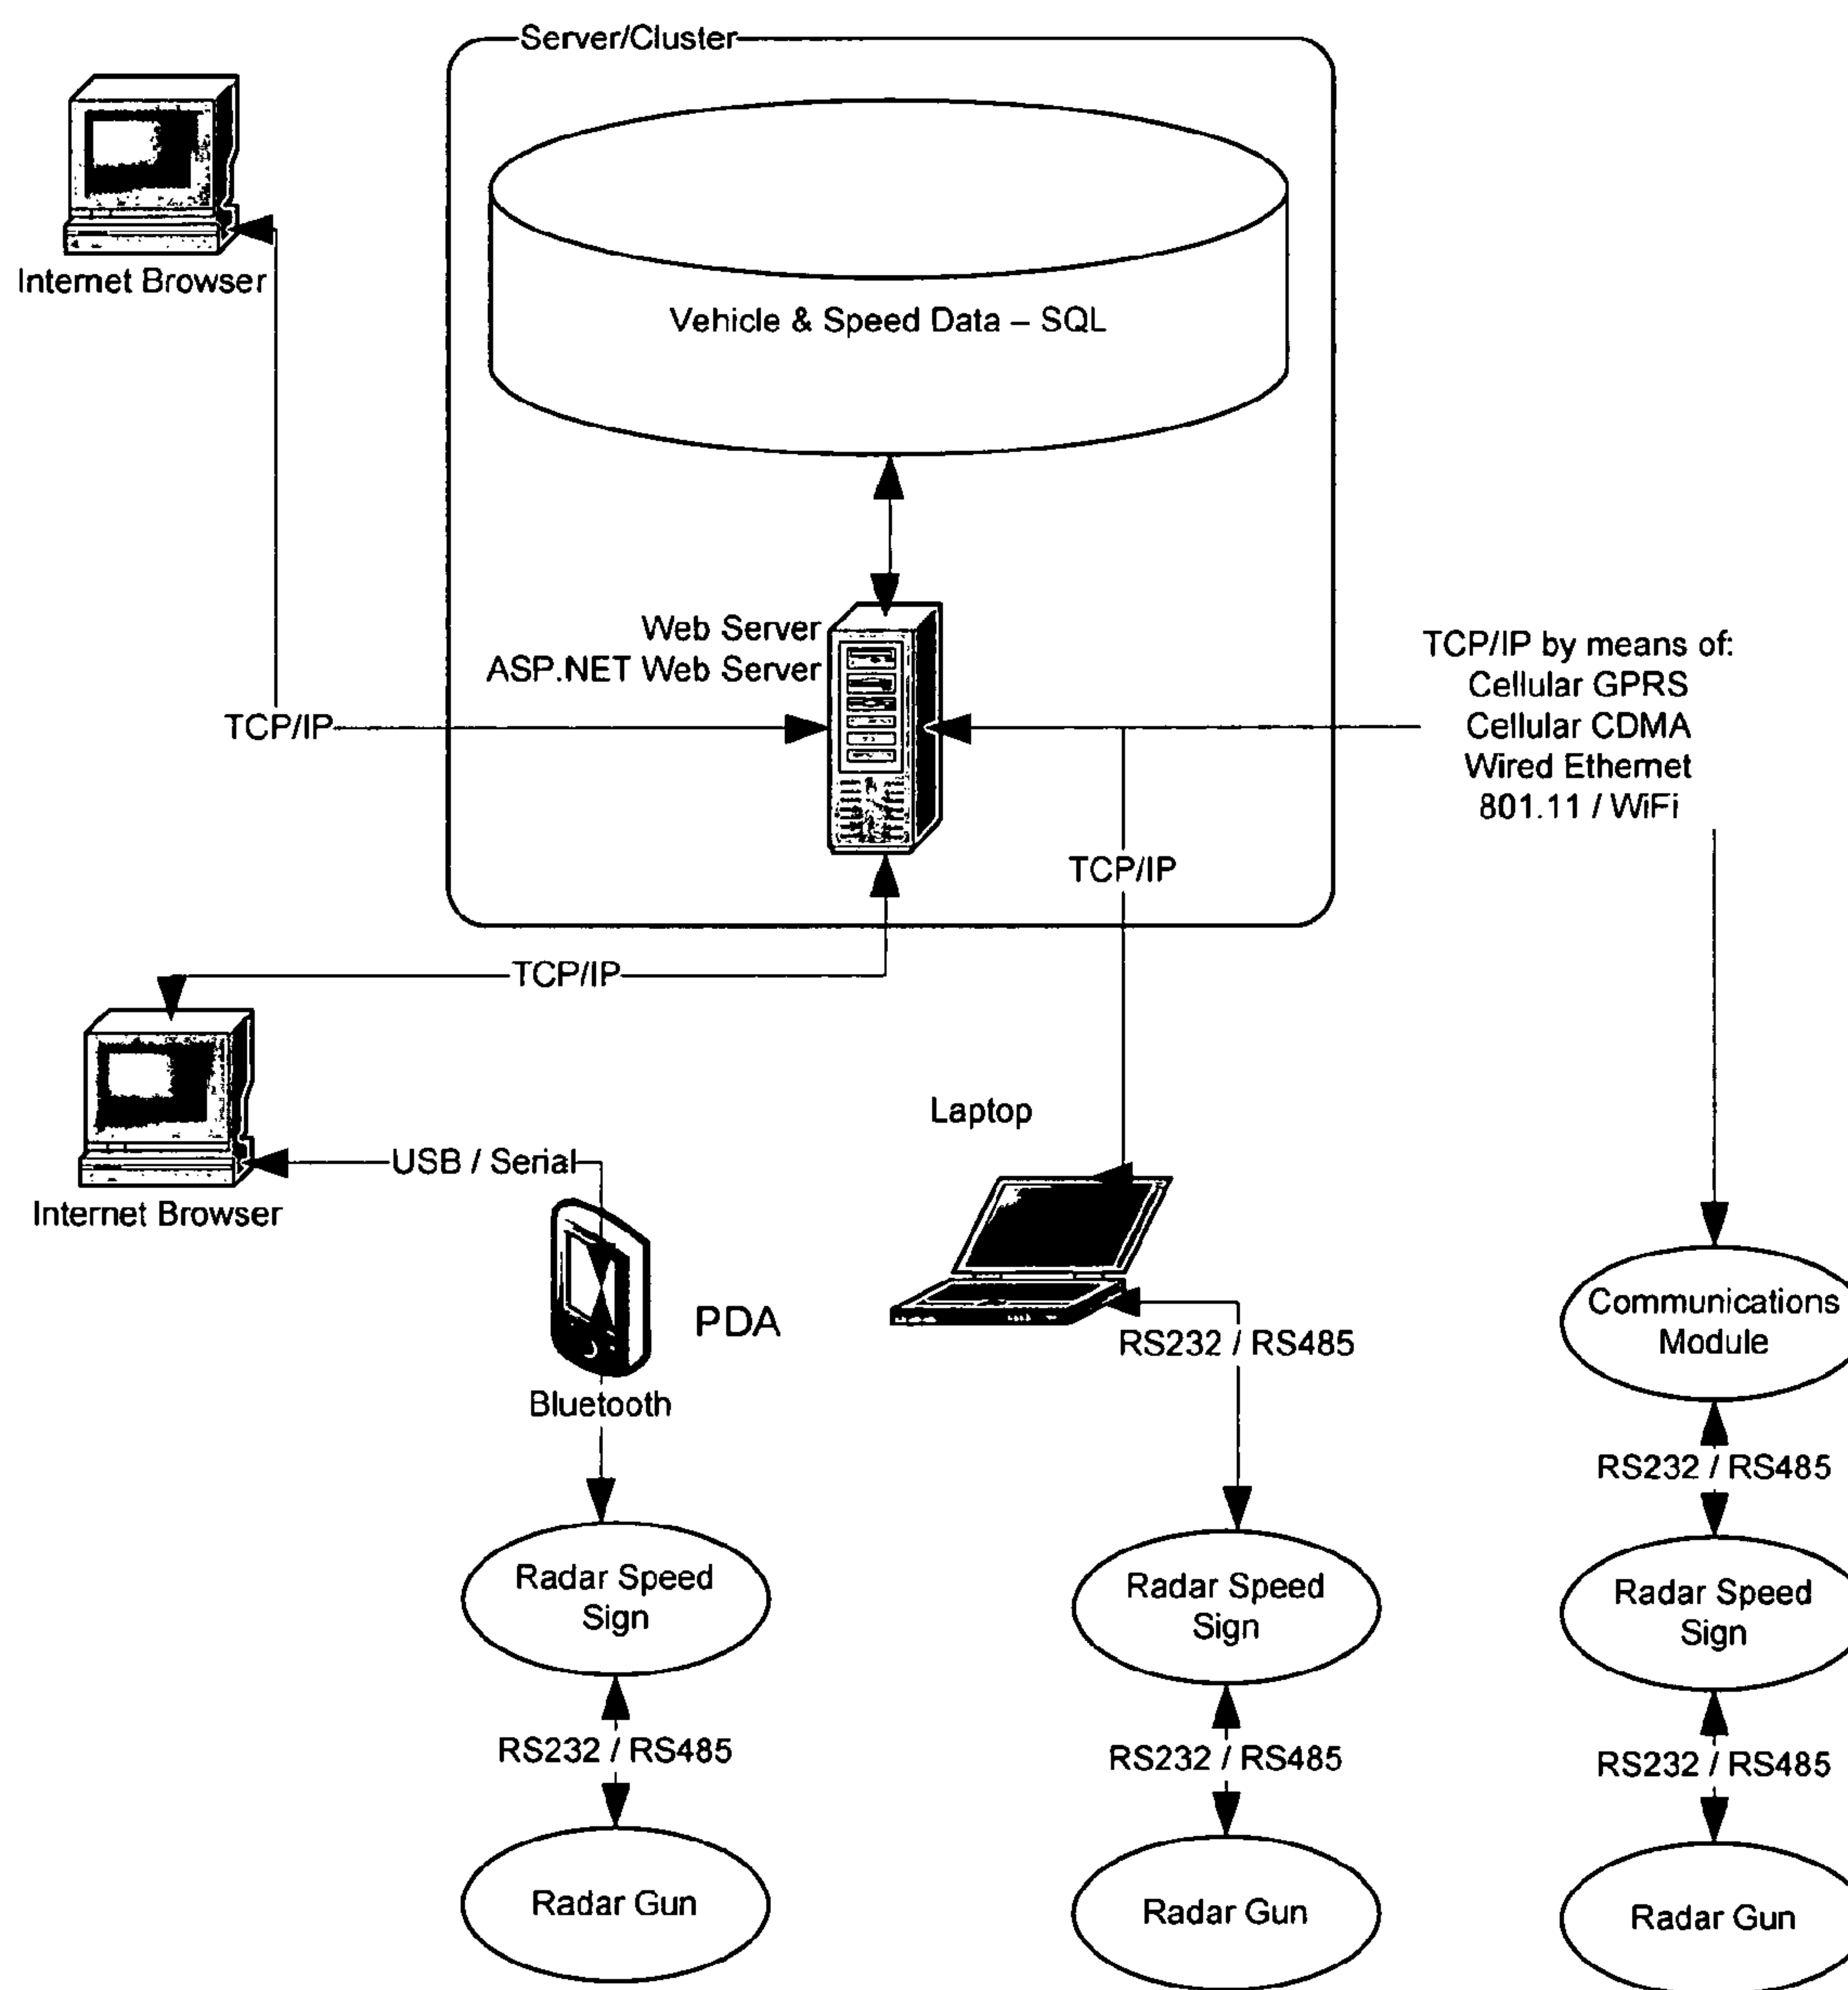 Server/Cluster
Internet Browser
Vehicle & Speed Data – SQL
Web Server
ASP.NET Web Server
TCP/IP
TCP/IP by means of:
Cellular GPRS
Cellular CDMA
Wired Ethernet
801.11 / WiFi
TCP/IP
TCP/IP
Laptop
USB / Serial
Internet Browser
PDA
Bluetooth
RS232 / RS485
Communications
Module
RS232 / RS485
Radar Speed
Sign
Radar Speed
Sign
Radar Speed
Sign
RS232 / RS485
RS232 / RS485
RS232 / RS485
Radar Gun
Radar Gun
Radar Gun